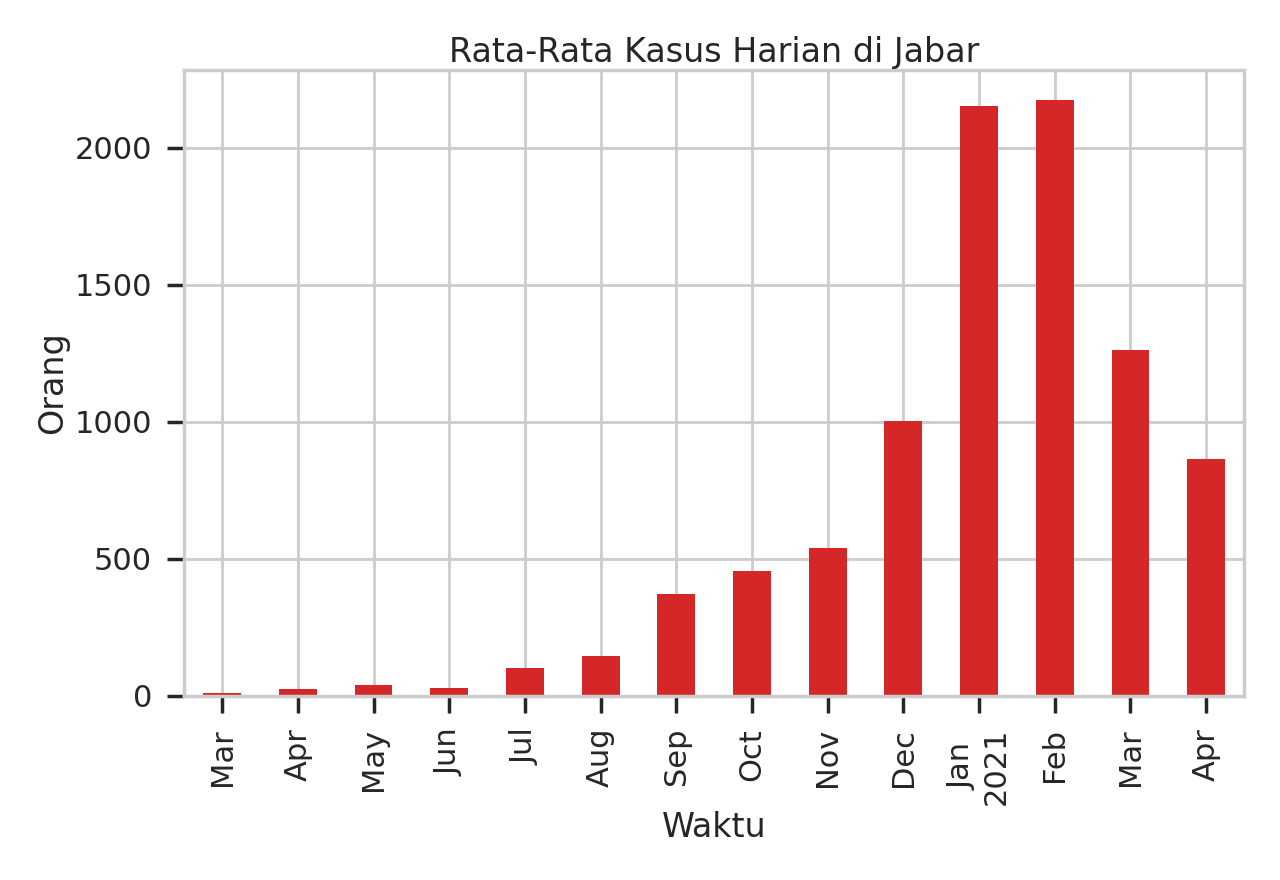 Rata-Rata Kasus Harian di Jabar
Orang
2000
1500
1000
500
0
Mar
Apr
May
Jun
Jul
Aug
Sep
Oct
Nov
Dec
Jan
2021
Feb
Mar
Apr
Waktu